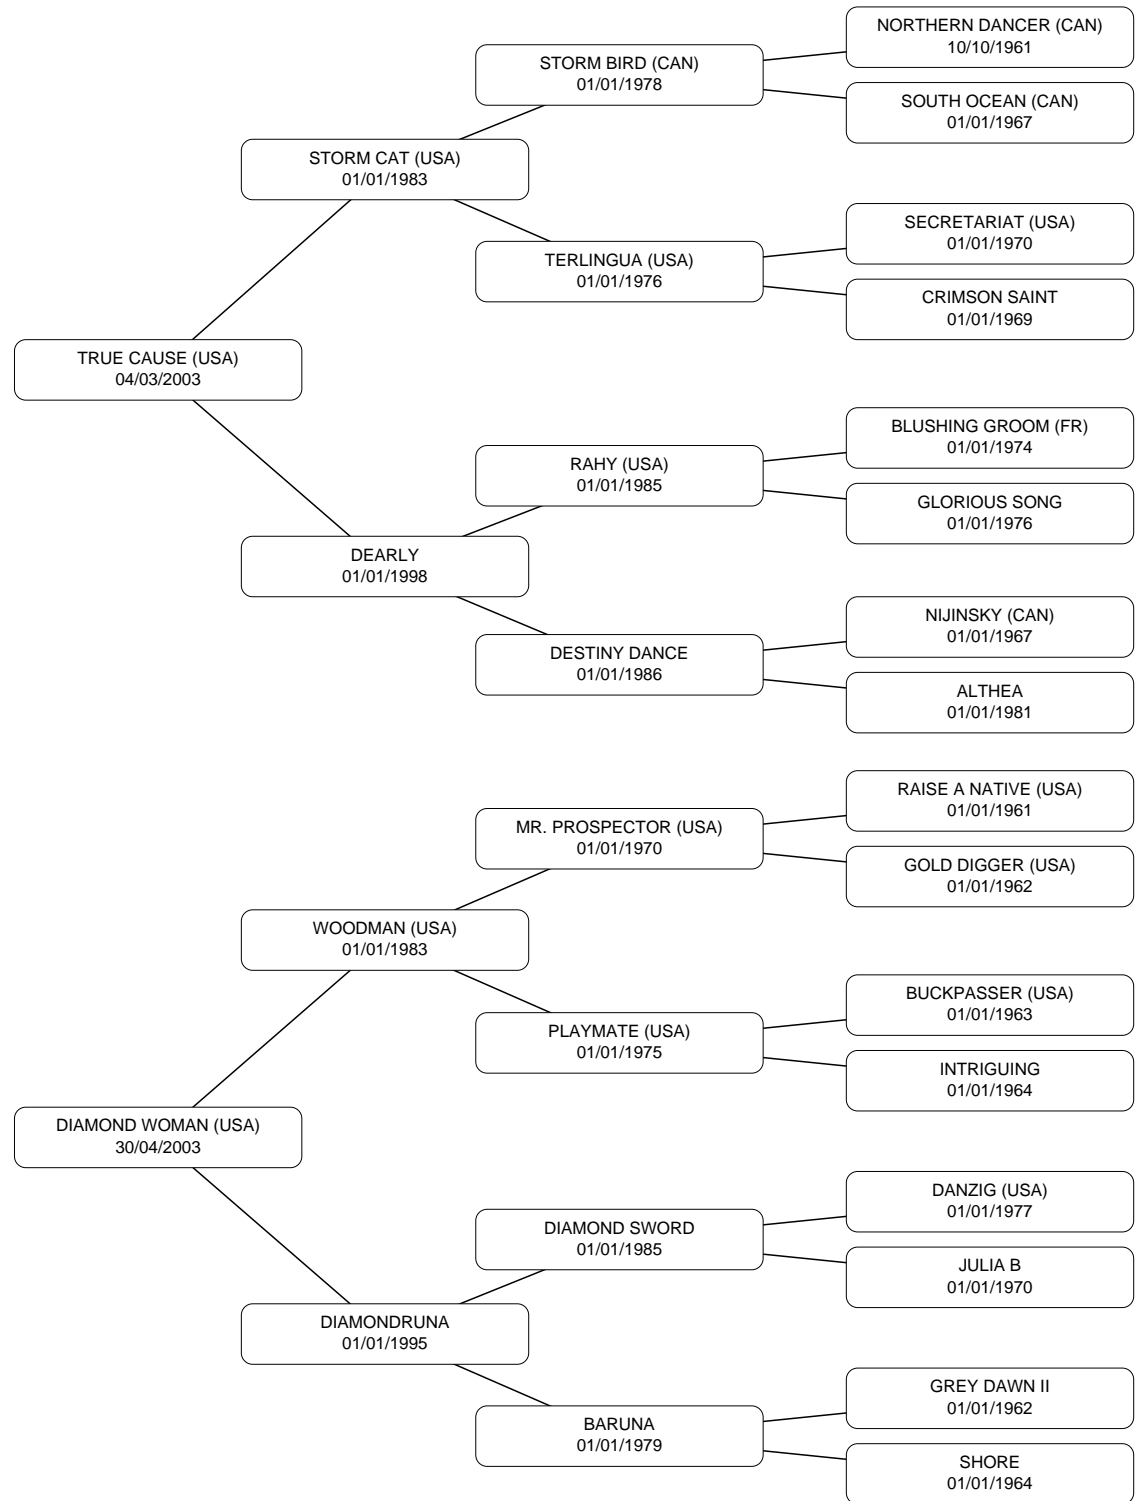 NORTHERN DANCER (CAN)
10/10/1961
STORM BIRD (CAN)
01/01/1978
SOUTH OCEAN (CAN)
01/01/1967
STORM CAT (USA)
01/01/1983
SECRETARIAT (USA)
01/01/1970
TERLINGUA (USA)
01/01/1976
CRIMSON SAINT
01/01/1969
TRUE CAUSE (USA)
04/03/2003
BLUSHING GROOM (FR)
01/01/1974
RAHY (USA)
01/01/1985
GLORIOUS SONG
01/01/1976
DEARLY
01/01/1998
NIJINSKY (CAN)
01/01/1967
DESTINY DANCE
01/01/1986
ALTHEA
01/01/1981
RAISE A NATIVE (USA)
01/01/1961
MR. PROSPECTOR (USA)
01/01/1970
GOLD DIGGER (USA)
01/01/1962
WOODMAN (USA)
01/01/1983
BUCKPASSER (USA)
01/01/1963
PLAYMATE (USA)
01/01/1975
INTRIGUING
01/01/1964
DIAMOND WOMAN (USA)
30/04/2003
DANZIG (USA)
01/01/1977
DIAMOND SWORD
01/01/1985
JULIA B
01/01/1970
DIAMONDRUNA
01/01/1995
GREY DAWN II
01/01/1962
BARUNA
01/01/1979
SHORE
01/01/1964